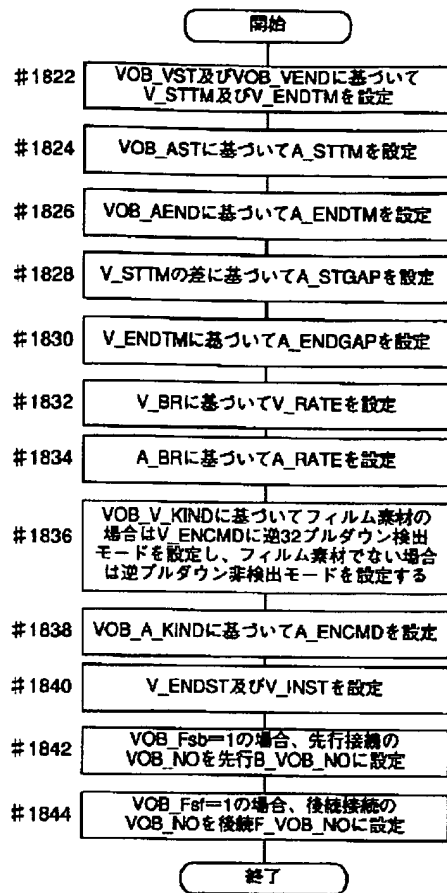 開始
#1822
VOB_VST及びVOB_VENDに基づいて
V_STTM及びV_ENDTMを設定
#1824
VOB_ASTに基づいてA_STTMを設定
#1826
VOB_AENDに基づいてA_ENDTMを設定
#1828
V_STTMの差に基づいてA_STGAPを設定
#1830
V_ENDTMに基づいてA_ENDGAPを設定
#1832
V_BRに基づいてV_RATEを設定
#1834
A_BRに基づいてA_RATEを設定
#1836
VOB_V_KINDに基づいてフィルム素材の
場合はV_ENCMDに逆32プルダウン検出
モードを設定し、フィルム素材でない場合
は逆プルダウン非検出モードを設定する
#1838
VOB_A_KINDに基づいてA_ENCMDを設定
#1840
V_ENDST及びV_INSTを設定
#1842
VOB_Fsb=1の場合、先行接続の
VOB_NOを先行B_VOB_NOに設定
#1844
VOB_Fsf=1の場合、後続接続の
VOB_NOを後続F_VOB_NOに設定
終了